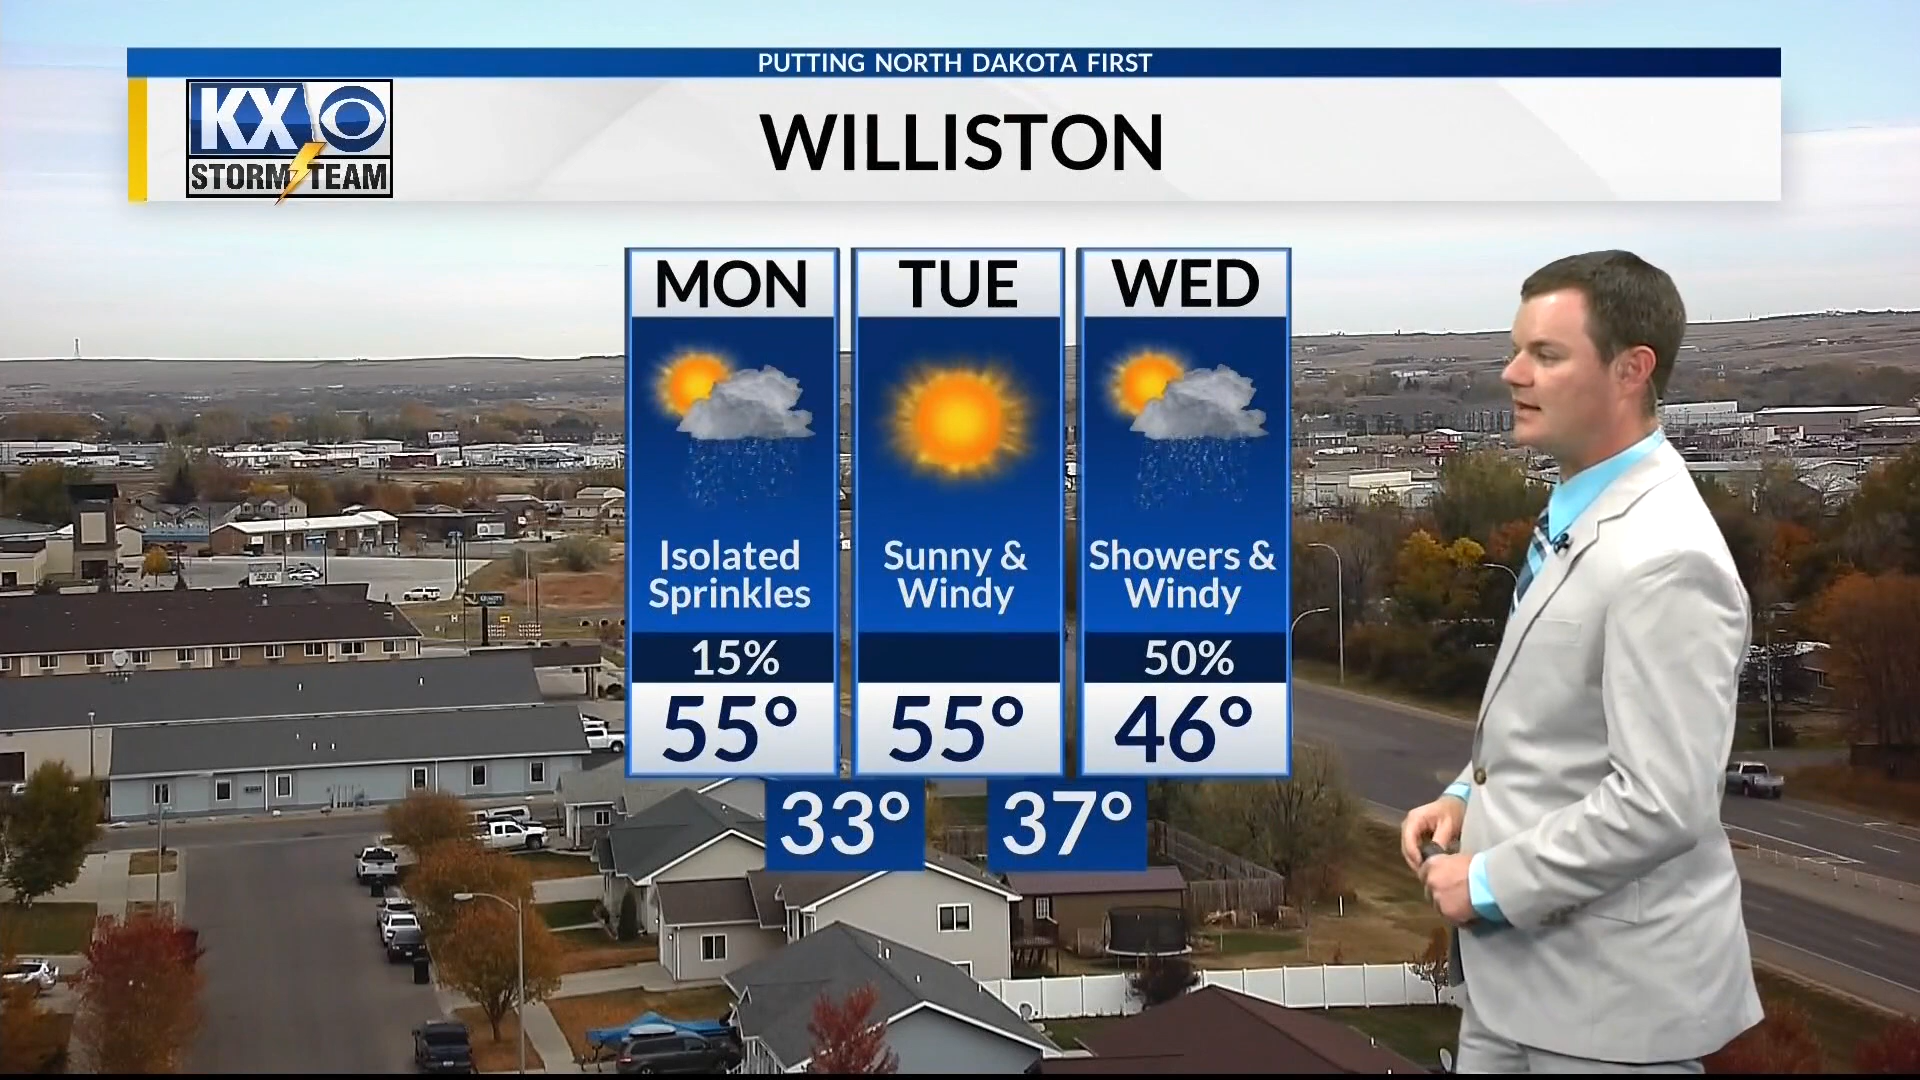 PUTTING NORTH DAKOTA FIRST
KX
STORM TEAM
WILLISTON
MON
TUE
WED
Isolated
Sprinkles
Sunny &
Windy
Showers &
Windy
15%
50%
55°
55°
46°
33°
37°